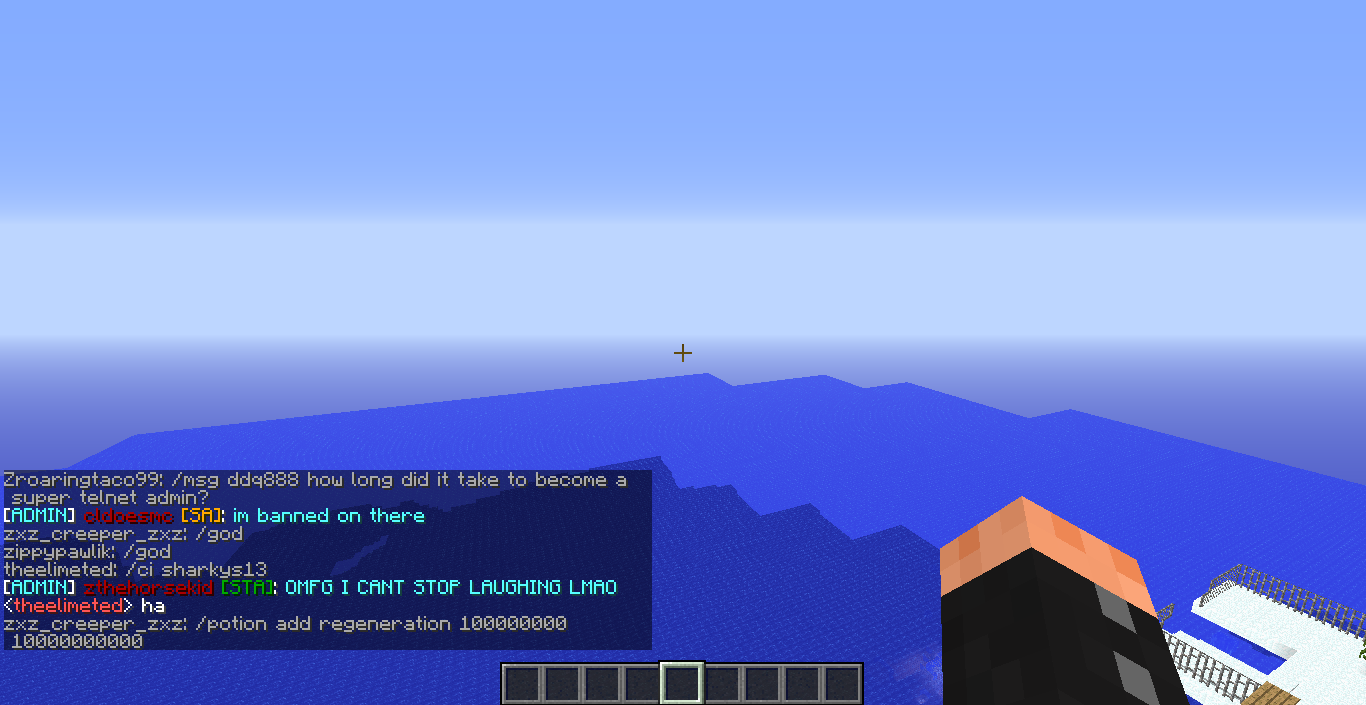 Zroaringtaco99: /msg ddq888 how long did it take to become a
super telnet admin?
[ADMIN] cldoesmc [SA]: im banned on there
zxz_creeper_zxz: /god
zippypawlik: /god
theelimeted: /ci sharkys13
[ADMIN] zthehorsekid [STA]: OMFG I CANT STOP LAUGHING LMAO
<theelimeted> ha
zxz_creeper_zxz: /potion add regeneration 100000000
10000000000